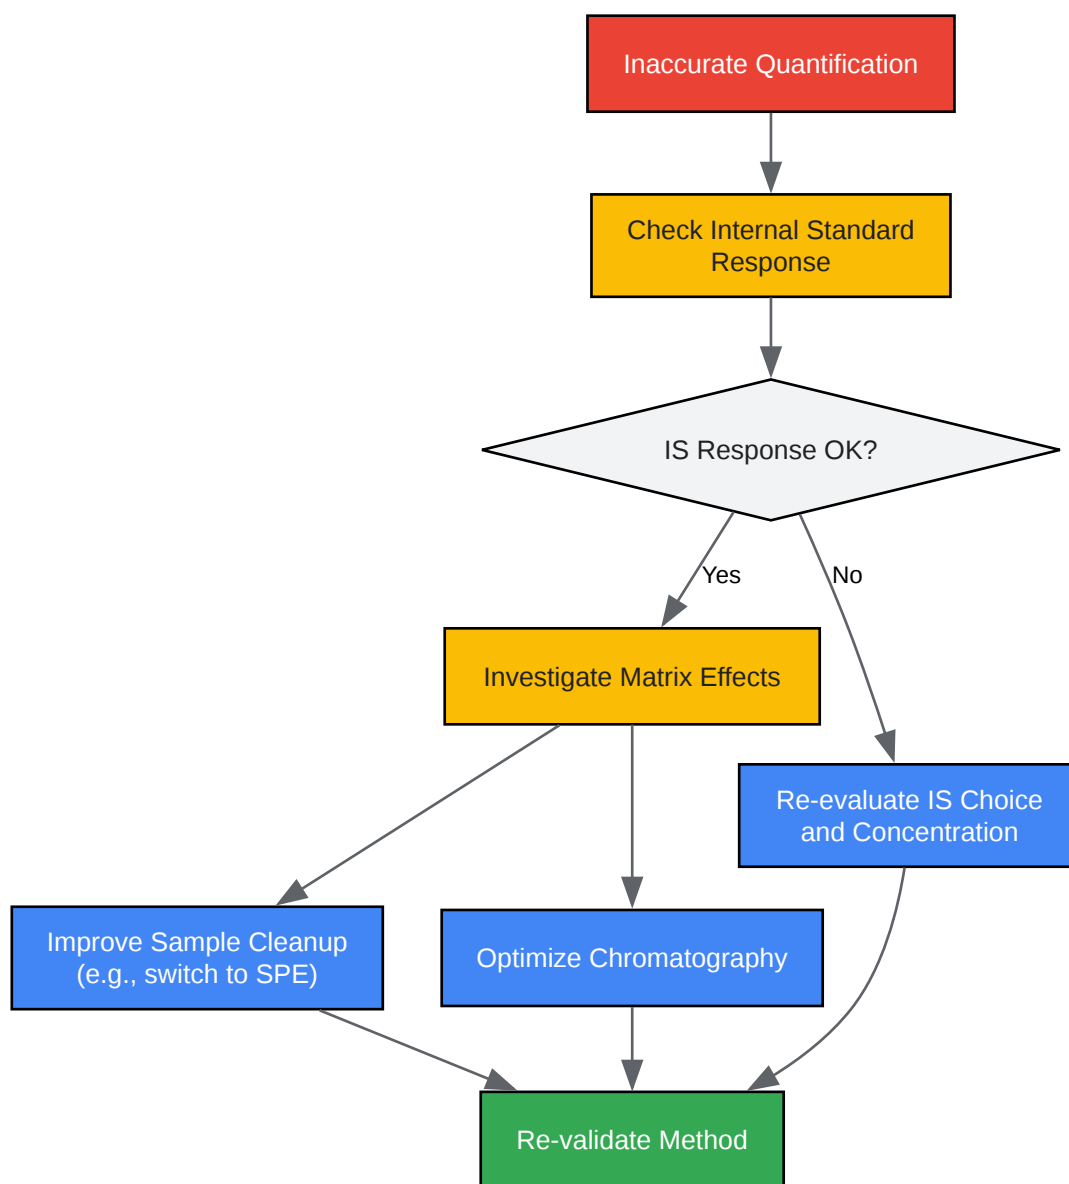 Inaccurate Quantification
Check Internal Standard
Response
IS Response OK?
Yes
No
Investigate Matrix Effects
Re-evaluate IS Choice
and Concentration
Improve Sample Cleanup
(e.g., switch to SPE)
Optimize Chromatography
Re-validate Method